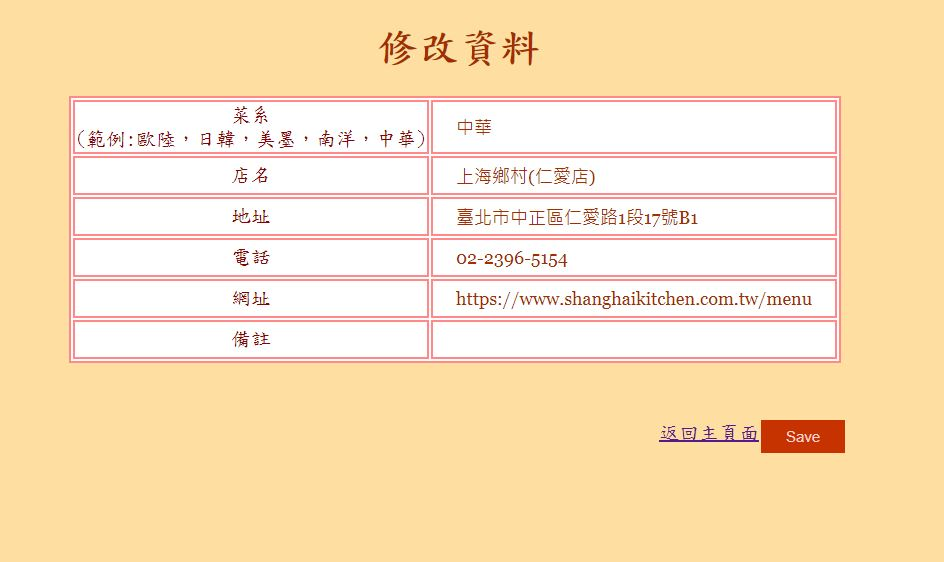 修改資料
菜系
(範例:歐陸，日韓，美墨，南洋，中華)
中華
店名
上海鄉村(仁愛店)
地址
臺北市中正區仁愛路1段17號B1
電話
02-2396-5154
網址
https://www.shanghaikitchen.com.tw/menu
備註
返回主頁面
Save